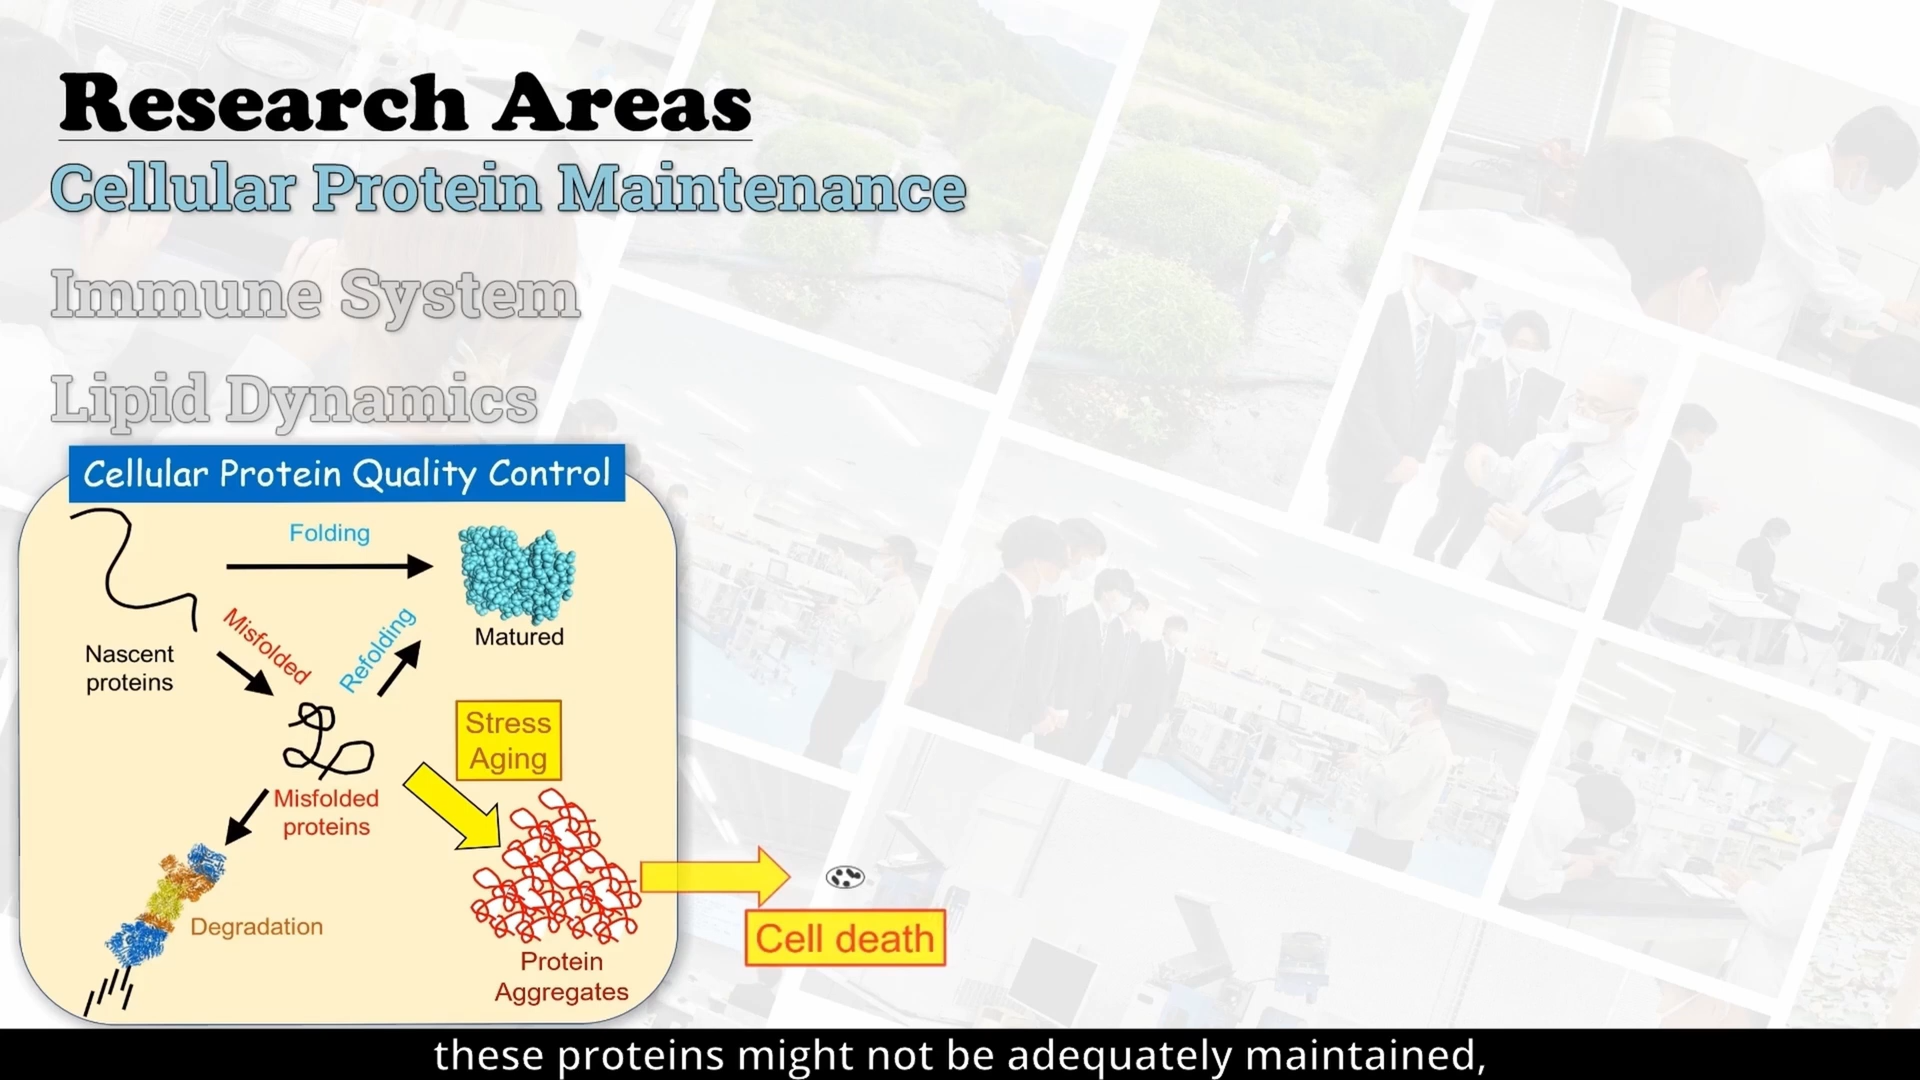 Research Areas
Cellular Protein Maintenance
Immune System
Lipid Dynamics
Cellular Protein Quality Control
Folding
Matured
Nascent
proteins
Misfolded
Refolding
Stress
Aging
Misfolded
proteins
Degradation
Protein
Aggregates
Cell death
these proteins might not be adequately maintained,